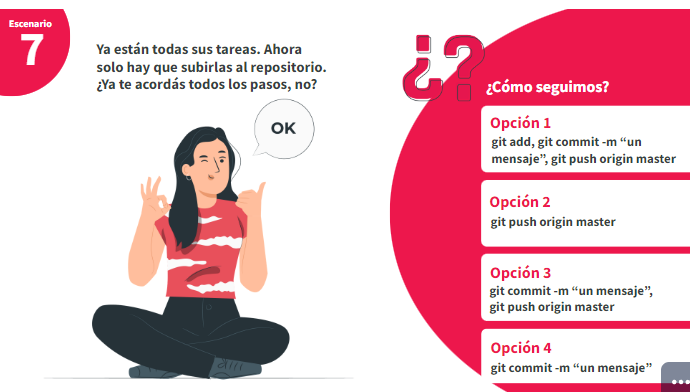 Escenario
7
Ya están todas sus tareas. Ahora
solo hay que subirlas al repositorio.
¿Ya te acordás todos los pasos, no?
OK
¿?
¿Cómo seguimos?
Opción 1
git add, git commit -m “un
mensaje”, git push origin master
Opción 2
git push origin master
Opción 3
git commit -m “un mensaje”,
git push origin master
Opción 4
git commit -m “un mensaje”